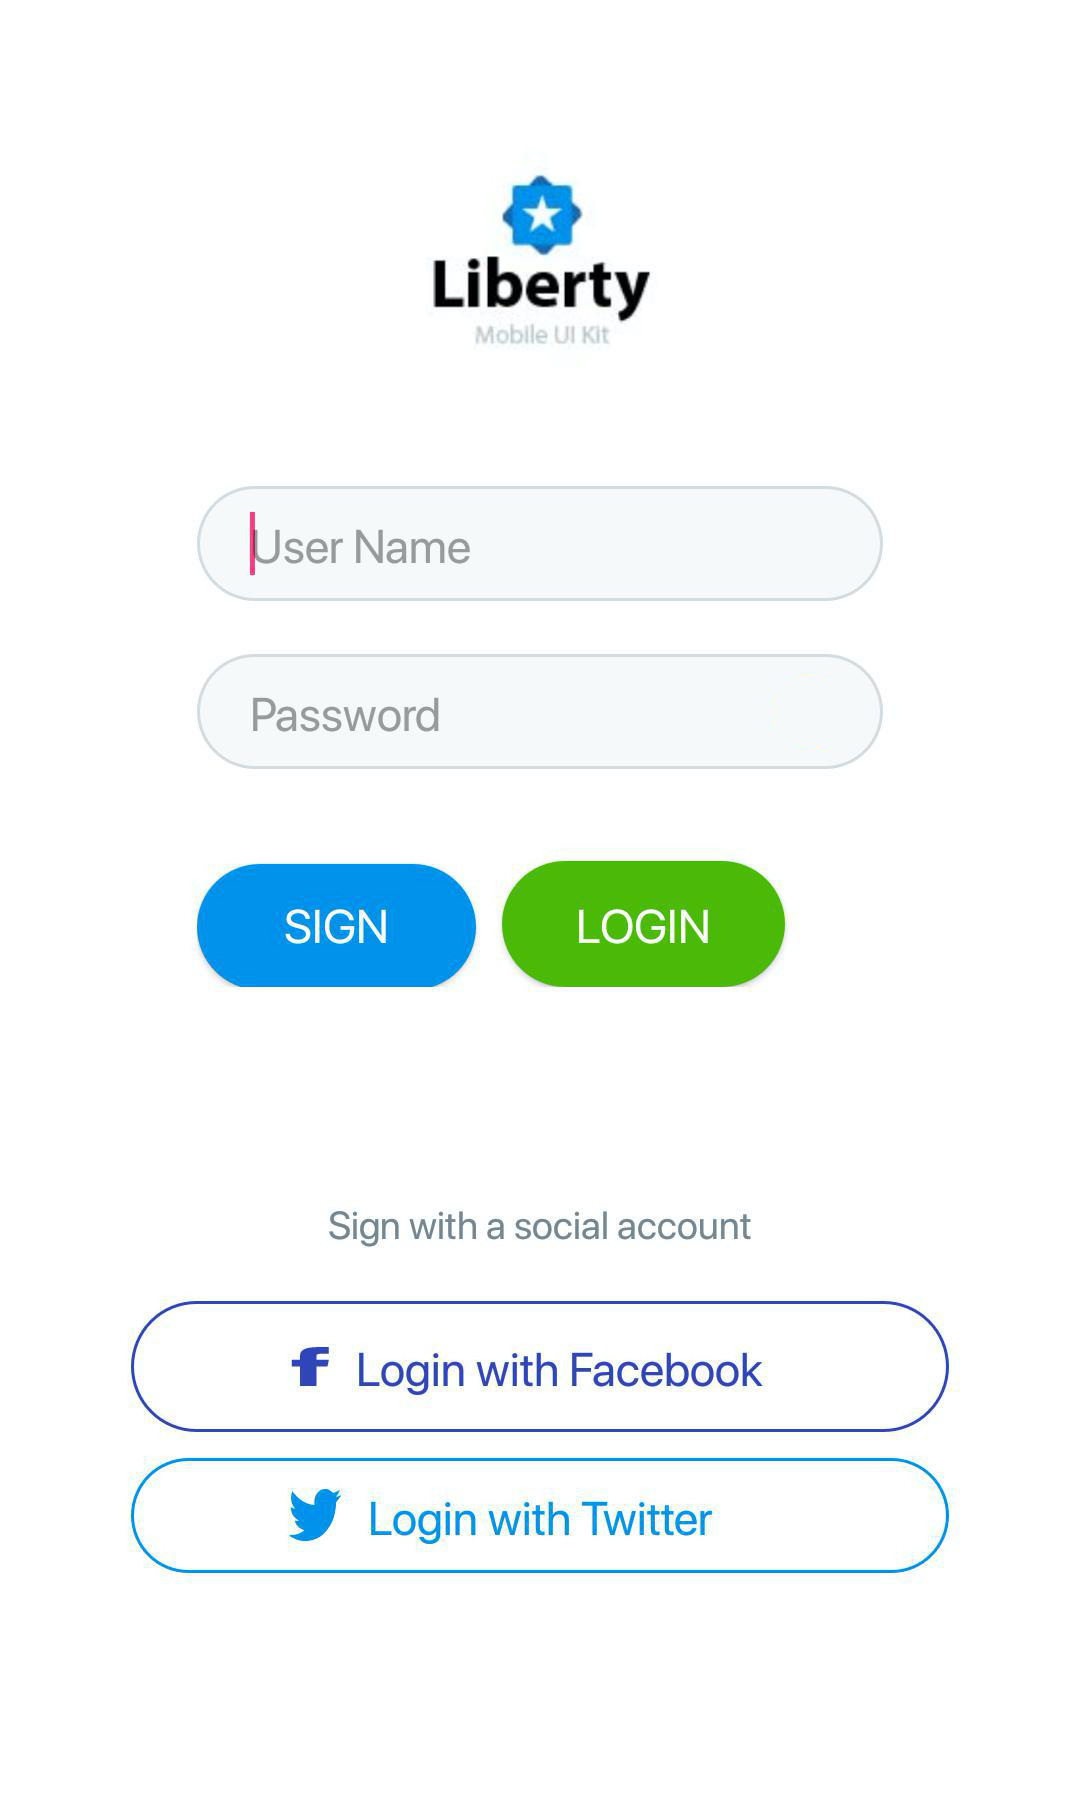 Liberty
Mobile UI Kit
User Name
Password
SIGN
LOGIN
Sign with a social account
Login with Facebook
Login with Twitter